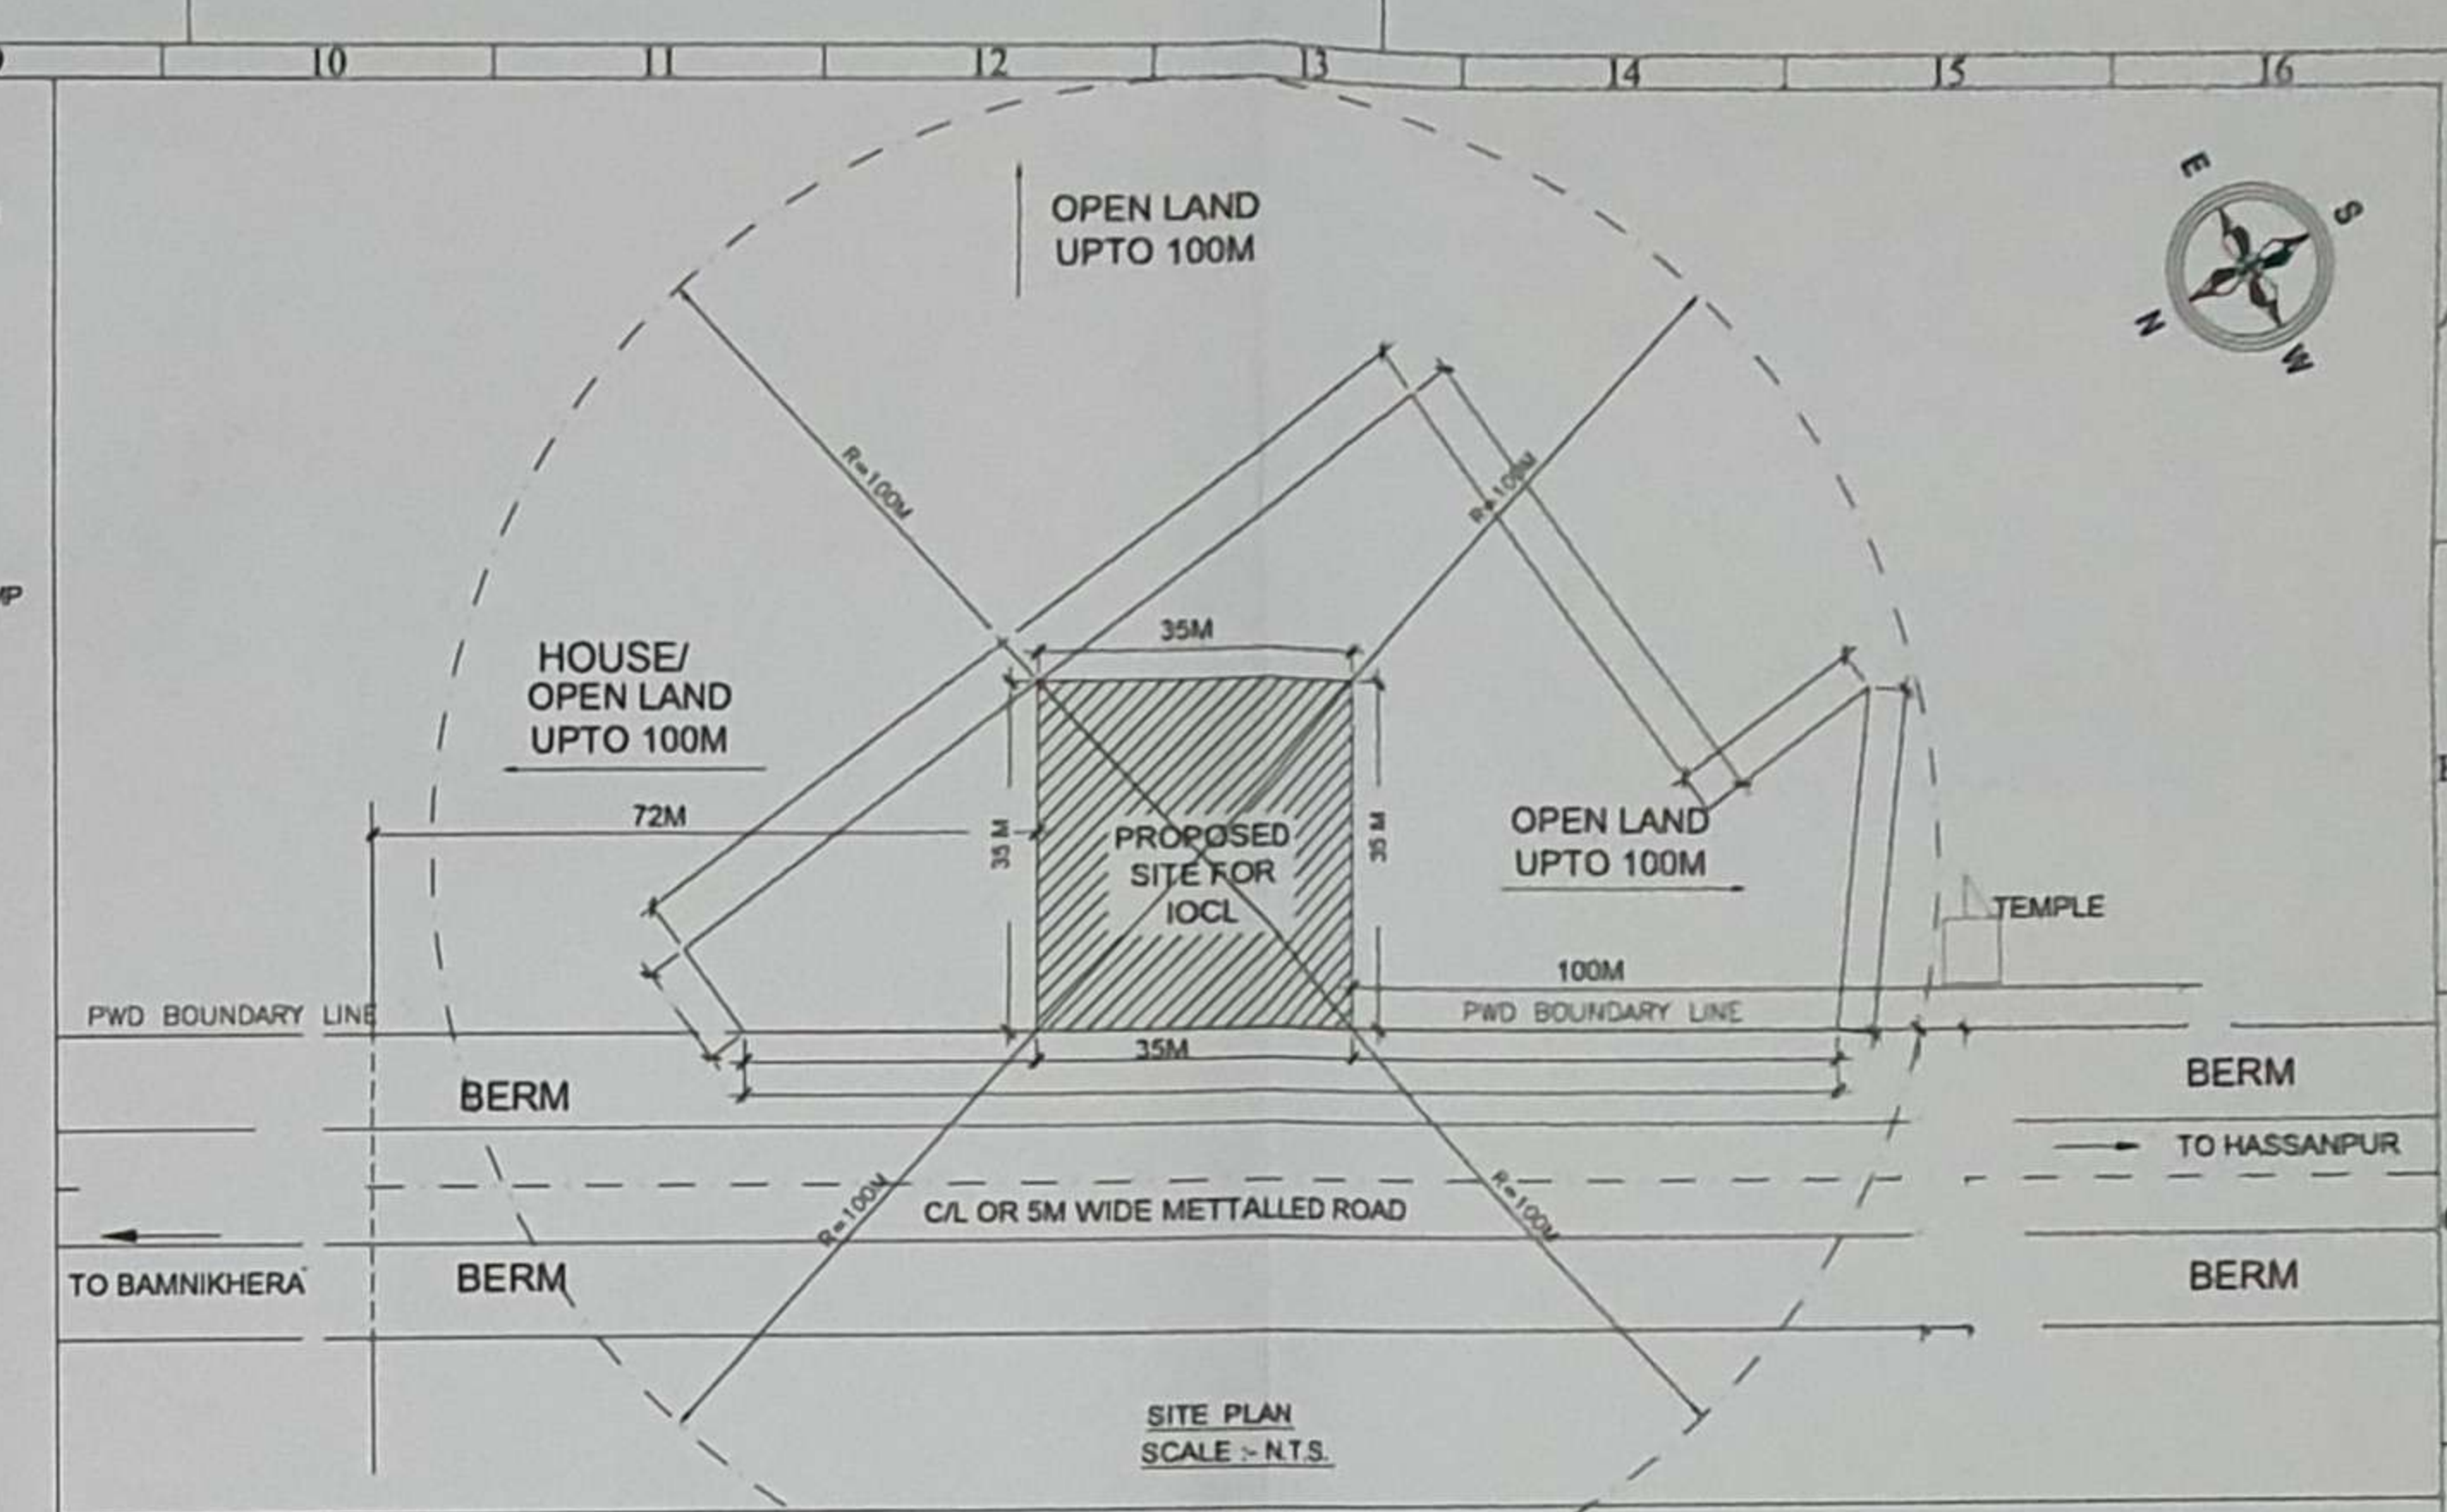 10 11 12 13 14 15 16
OPEN LAND
UPTO 100M
E
S
N
W
R=100M
R=100M
HOUSE/
OPEN LAND
UPTO 100M
72M
35M
35 M
35 M
PROPOSED
SITE FOR
IOCL
OPEN LAND
UPTO 100M
TEMPLE
100M
PWD BOUNDARY LINE
PWD BOUNDARY LINE
35M
BERM
BERM
TO HASSANPUR
R=100M
R=100M
C/L OR 5M WIDE METTALLED ROAD
TO BAMNIKHERA
BERM
BERM
SITE PLAN
SCALE :- N.T.S.